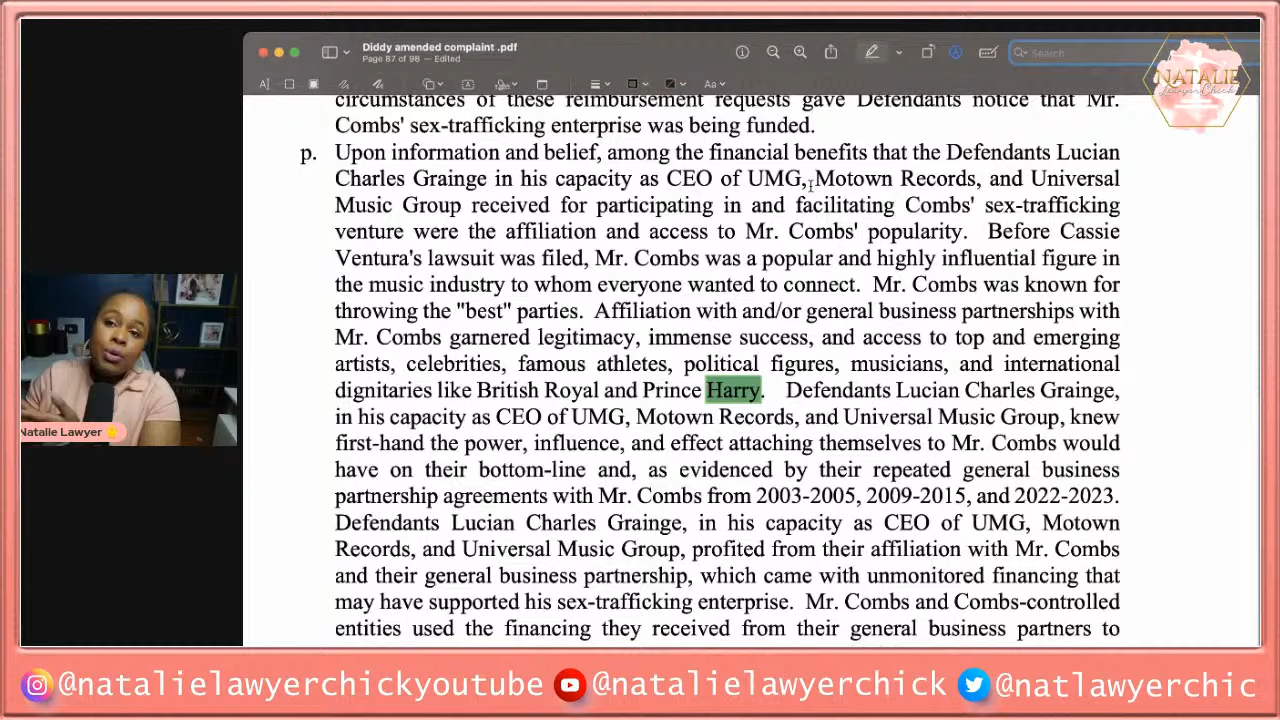 Diddy amended complaint .pdf
Page 87 of 98 — Edited
Search
NATALIE
LawyerChick
circumstances of these reimbursement requests gave Defendants notice that Mr.
Combs' sex-trafficking enterprise was being funded.
p. Upon information and belief, among the financial benefits that the Defendants Lucian
Charles Grainge in his capacity as CEO of UMG, Motown Records, and Universal
Music Group received for participating in and facilitating Combs' sex-trafficking
venture were the affiliation and access to Mr. Combs' popularity. Before Cassie
Ventura's lawsuit was filed, Mr. Combs was a popular and highly influential figure in
the music industry to whom everyone wanted to connect. Mr. Combs was known for
throwing the "best" parties. Affiliation with and/or general business partnerships with
Mr. Combs garnered legitimacy, immense success, and access to top and emerging
artists, celebrities, famous athletes, political figures, musicians, and international
dignitaries like British Royal and Prince Harry. Defendants Lucian Charles Grainge,
in his capacity as CEO of UMG, Motown Records, and Universal Music Group, knew
first-hand the power, influence, and effect attaching themselves to Mr. Combs would
have on their bottom-line and, as evidenced by their repeated general business
partnership agreements with Mr. Combs from 2003-2005, 2009-2015, and 2022-2023.
Defendants Lucian Charles Grainge, in his capacity as CEO of UMG, Motown
Records, and Universal Music Group, profited from their affiliation with Mr. Combs
and their general business partnership, which came with unmonitored financing that
may have supported his sex-trafficking enterprise. Mr. Combs and Combs-controlled
entities used the financing they received from their general business partners to
Natalie Lawyer
@natalielawyerchickyoutube
@natalielawyerchick
@natlawyerchic